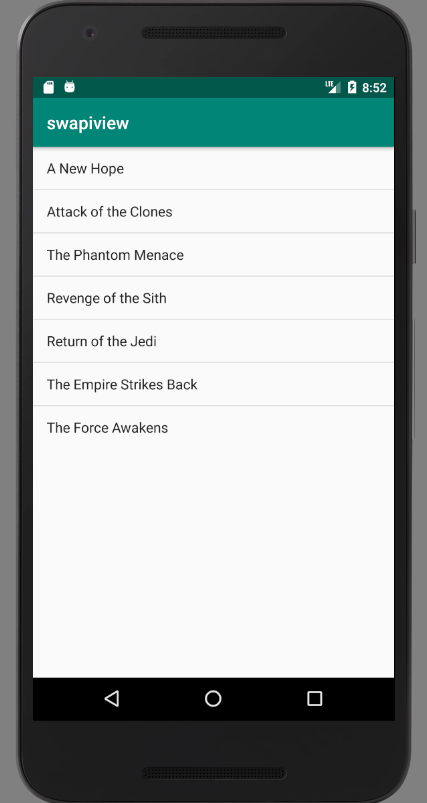 LTE 8:52
swapiview
A New Hope
Attack of the Clones
The Phantom Menace
Revenge of the Sith
Return of the Jedi
The Empire Strikes Back
The Force Awakens